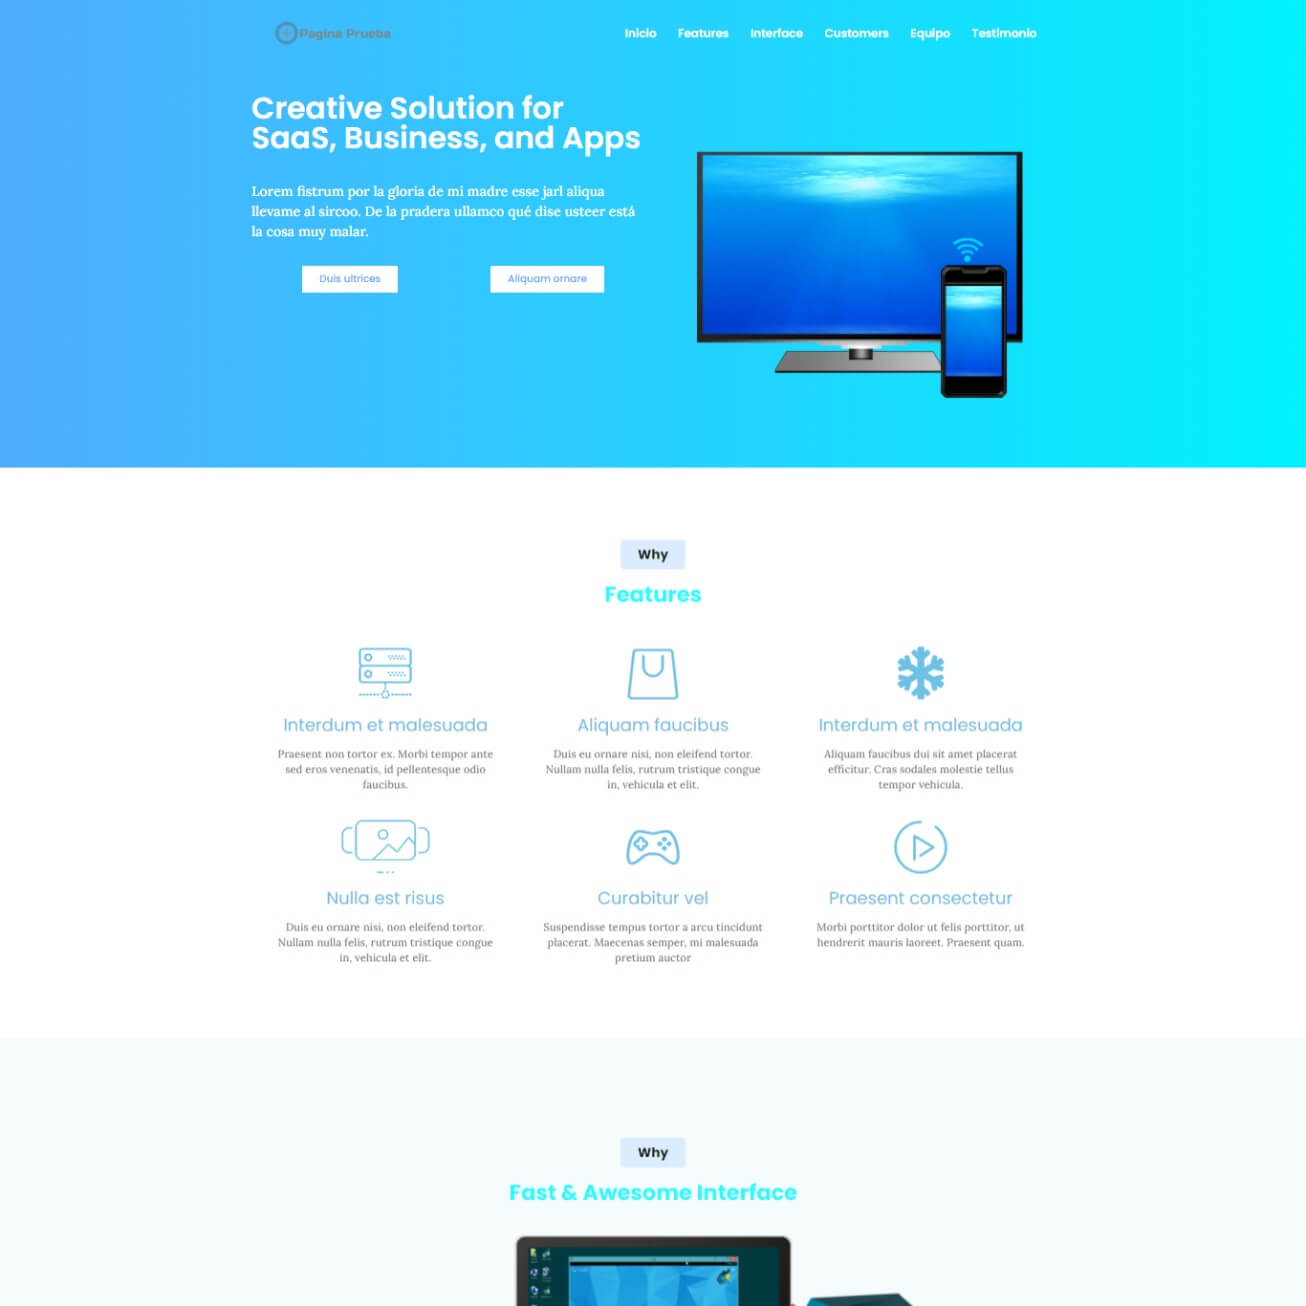 Pagina Prueba
Inicio Features Interface Customers Equipo Testimonio
Creative Solution for
SaaS, Business, and Apps
Lorem fistrum por la gloria de mi madre esse jarl aliqua
llevame al sircoo. De la pradera ullamco qué dise usteer está
la cosa muy malar.
Duis ultrices
Aliquam ornare
Why
Features
Interdum et malesuada
Praesent non tortor ex. Morbi tempor ante
sed eros venenatis, id pellentesque odio
faucibus.
Aliquam faucibus
Duis eu ornare nisi, non eleifend tortor.
Nullam nulla felis, rutrum tristique congue
in, vehicula et elit.
Interdum et malesuada
Aliquam faucibus dui sit amet placerat
efficitur. Cras sodales molestie tellus
tempor vehicula.
Nulla est risus
Duis eu ornare nisi, non eleifend tortor.
Nullam nulla felis, rutrum tristique congue
in, vehicula et elit.
Curabitur vel
Suspendisse tempus tortor a arcu tincidunt
placerat. Maecenas semper, mi malesuada
pretium auctor
Praesent consectetur
Morbi porttitor dolor ut felis porttitor, ut
hendrerit mauris laoreet. Praesent quam.
Why
Fast & Awesome Interface